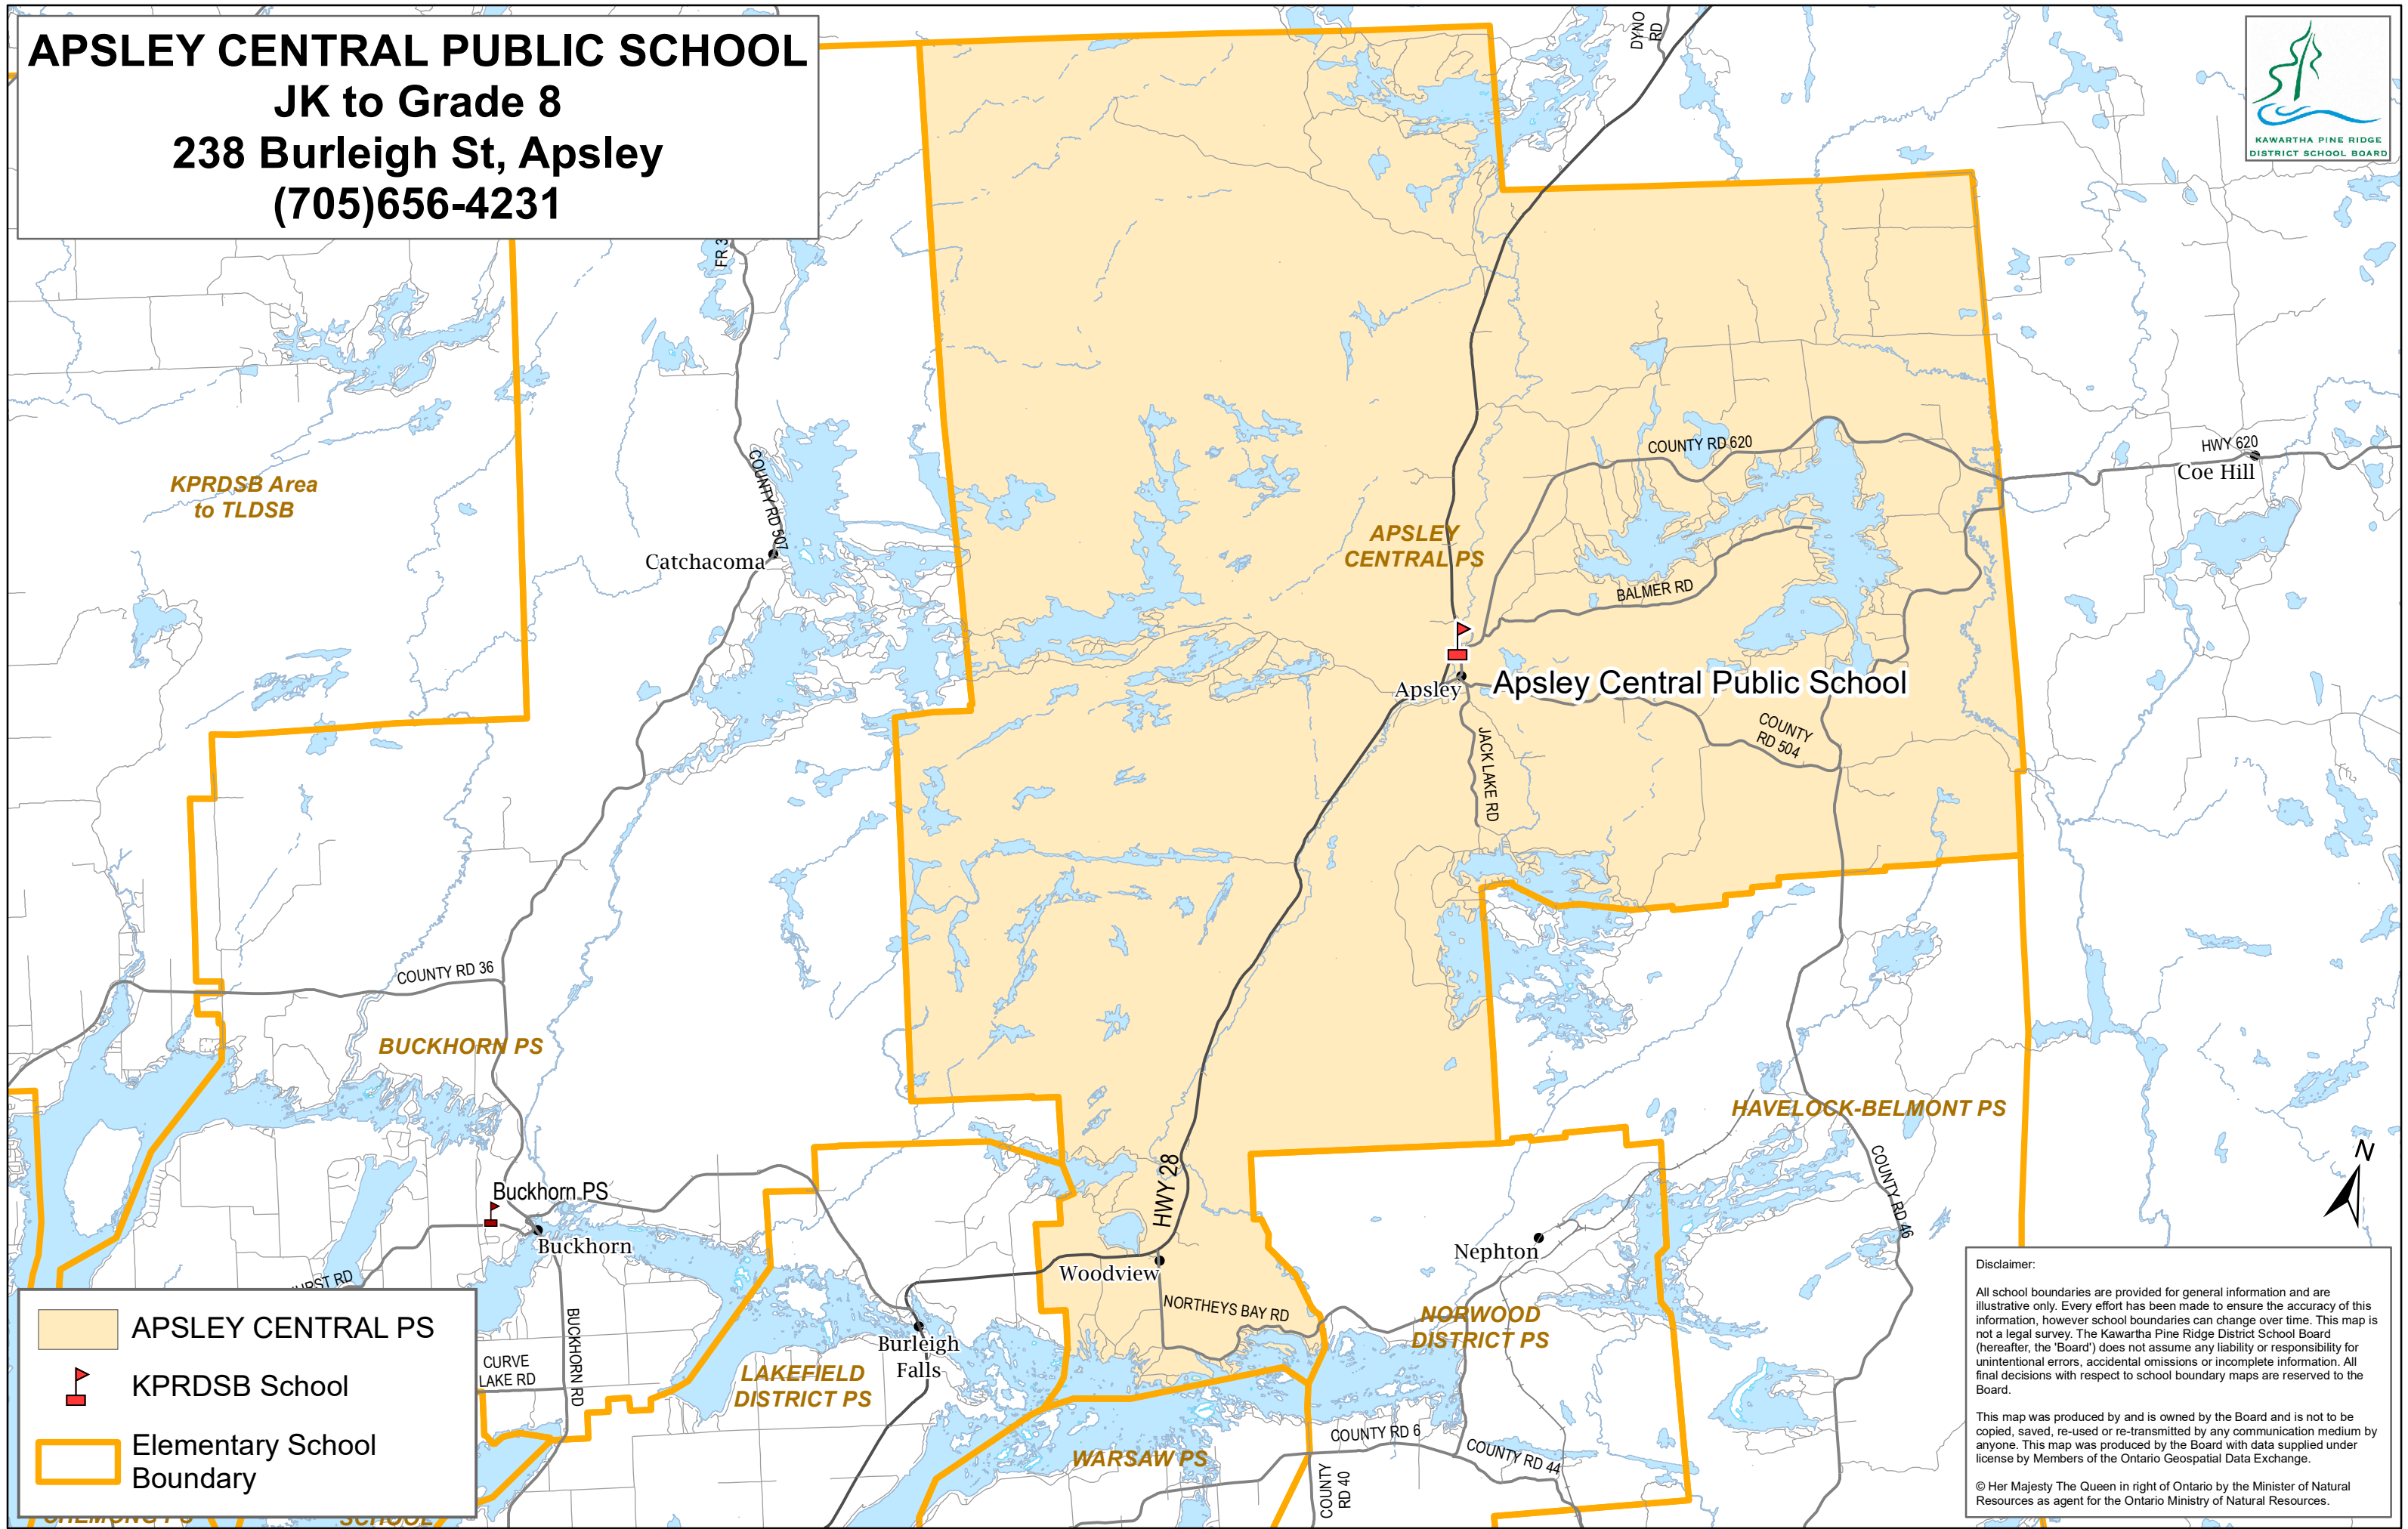 APSLEY CENTRAL PUBLIC SCHOOL
JK to Grade 8
238 Burleigh St, Apsley
(705)656-4231
DYNO
RD
KAWARTHA PINE RIDGE
DISTRICT SCHOOL BOARD
FR 3
COUNTY RD 620
HWY 620
Coe Hill
KPRDSB Area
to TLDSB
COUNTY RD 507
Catchacoma
APSLEY
CENTRAL PS
BALMER RD
Apsley
Apsley Central Public School
COUNTY
RD 504
JACK LAKE RD
COUNTY RD 36
BUCKHORN PS
HAVELOCK-BELMONT PS
COUNTY RD 46
N
HWY 28
Buckhorn PS
Buckhorn
Nephton
Woodview
NORTHEYS BAY RD
NORWOOD
DISTRICT PS
Burleigh
Falls
LAKEFIELD
DISTRICT PS
BUCKHORN RD
CURVE
LAKE RD
WARSAW PS
COUNTY RD 6
COUNTY RD 44
COUNTY
RD 40
APSLEY CENTRAL PS
KPRDSB School
Elementary School
Boundary
SCHOOL
Disclaimer:
All school boundaries are provided for general information and are
illustrative only. Every effort has been made to ensure the accuracy of this
information, however school boundaries can change over time. This map is
not a legal survey. The Kawartha Pine Ridge District School Board
(hereafter, the 'Board') does not assume any liability or responsibility for
unintentional errors, accidental omissions or incomplete information. All
final decisions with respect to school boundary maps are reserved to the
Board.
This map was produced by and is owned by the Board and is not to be
copied, saved, re-used or re-transmitted by any communication medium by
anyone. This map was produced by the Board with data supplied under
license by Members of the Ontario Geospatial Data Exchange.
© Her Majesty The Queen in right of Ontario by the Minister of Natural
Resources as agent for the Ontario Ministry of Natural Resources.